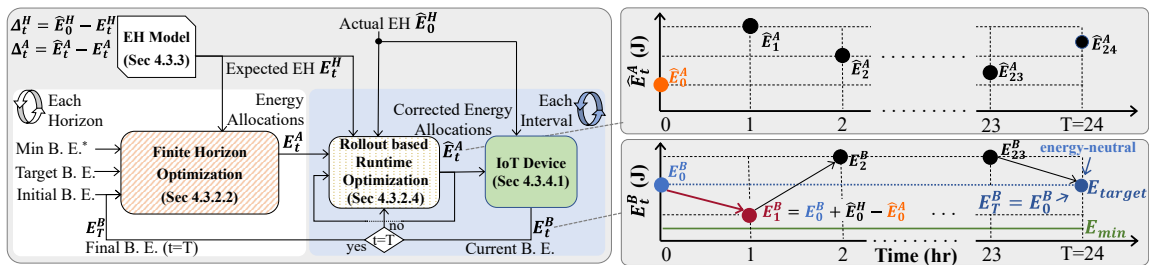 Δ_t^H = Ê_0^H − E_t^H
Δ_t^A = Ê_t^A − E_t^A
EH Model
(Sec 4.3.3)
Actual EH Ê_0^H
Expected EH E_t^H
Each
Horizon
Energy
Allocations
E_t^A
Corrected Energy
Allocations
Ê_t^A
Each
Interval
Min B. E.*
Target B. E.
Initial B. E.
E_T^B
Finite Horizon
Optimization
(Sec 4.3.2.2)
Rollout based
Runtime
Optimization
(Sec 4.3.2.4)
IoT Device
(Sec 4.3.4.1)
E_t^B
no
t=T
yes
Final B. E. (t=T)
Current B. E.
Ê_t^A (J)
Ê_0^A
Ê_1^A
Ê_2^A
Ê_23^A
Ê_24^A
0
1
2
23
T=24
E_t^B (J)
E_0^B
E_1^B = E_0^B + Ê_0^H − Ê_0^A
E_2^B
E_23^B
energy-neutral
E_target
E_T^B = E_0^B
E_min
0
1
2
Time (hr)
23
T=24